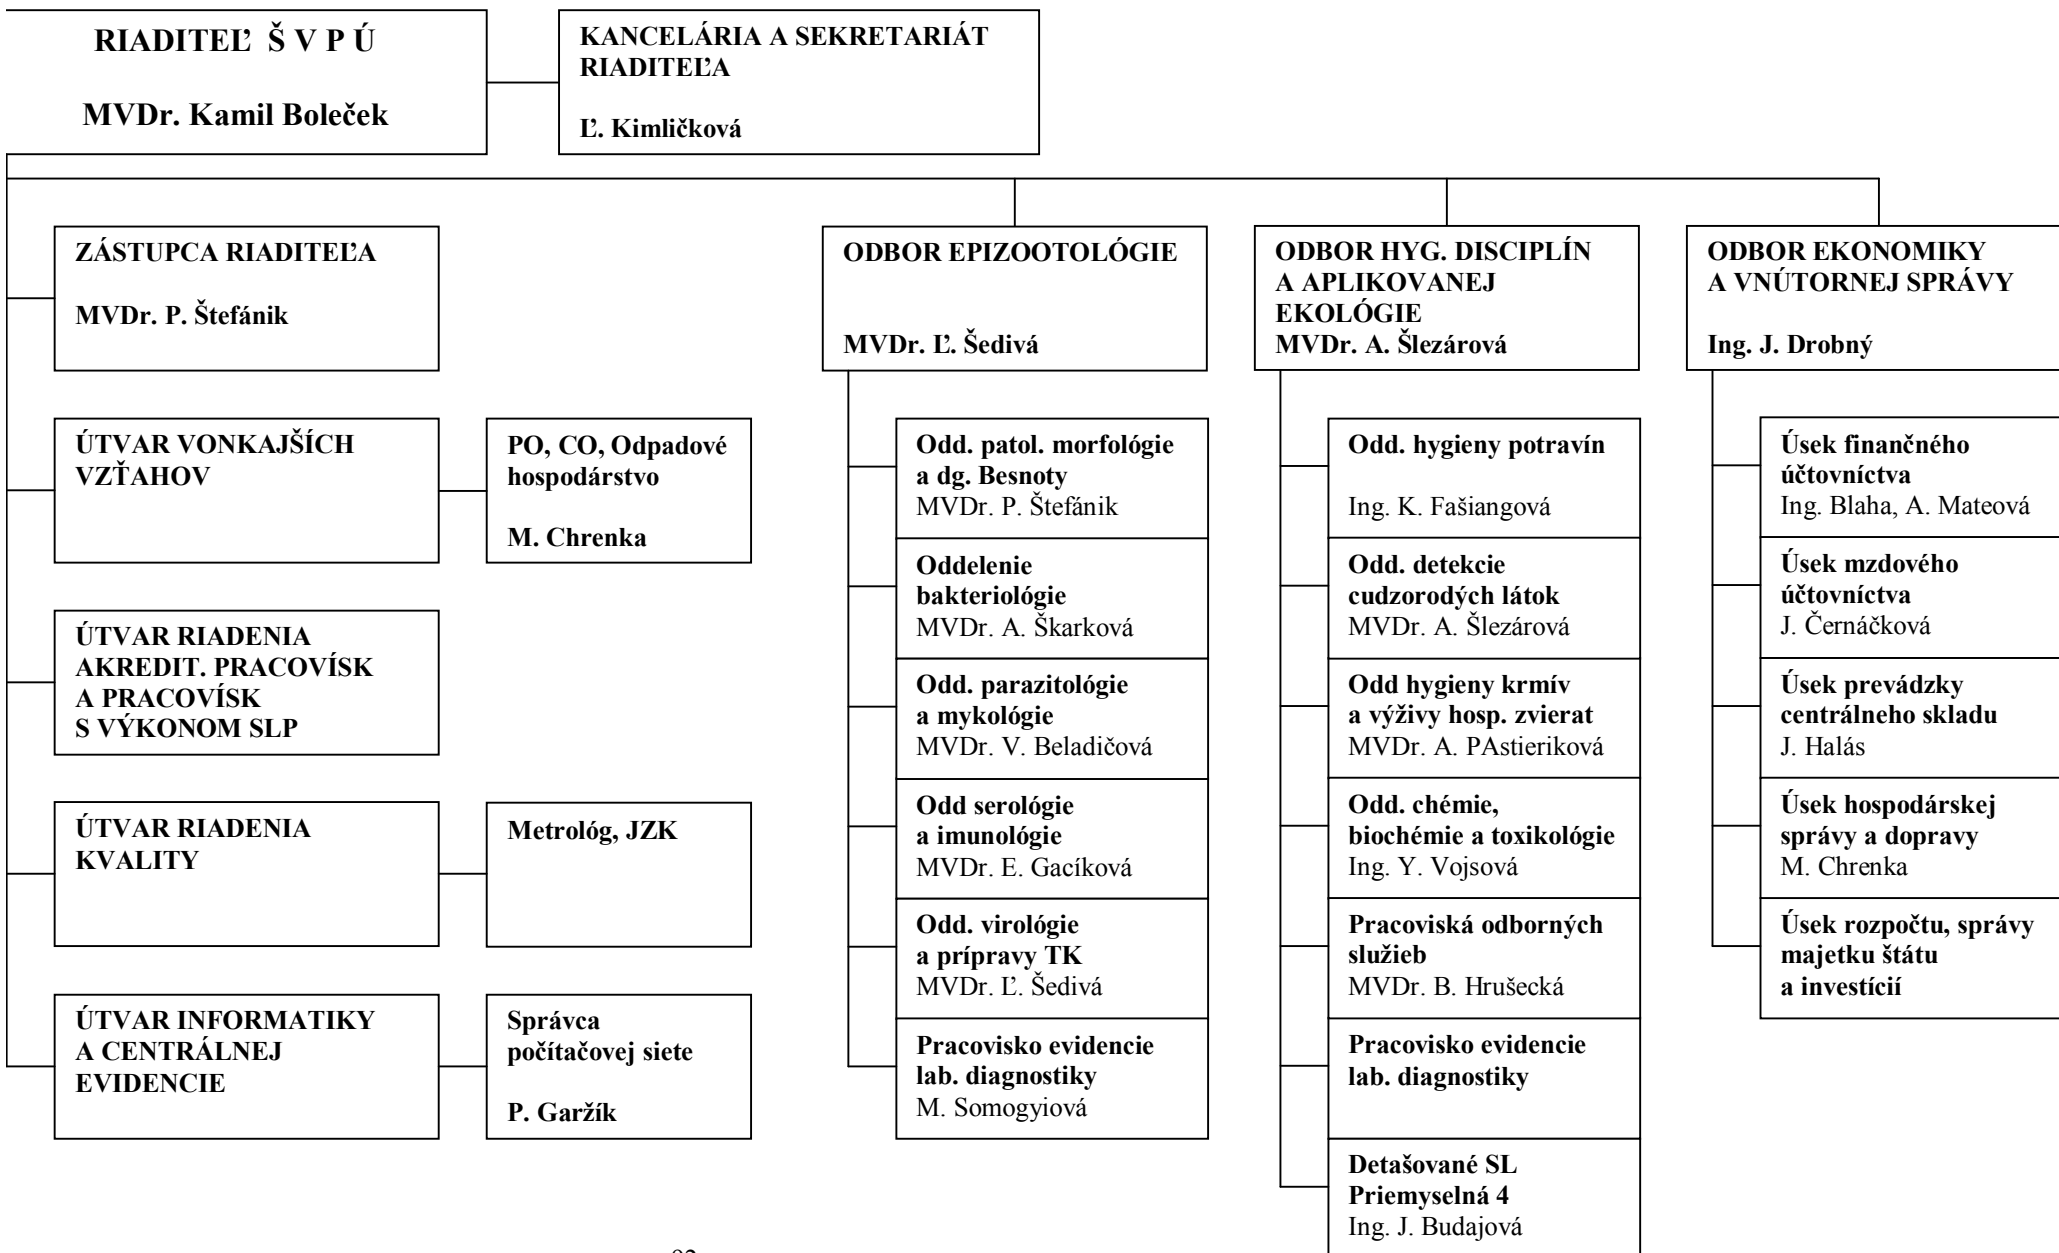 RIADITEĽ Š V P Ú
MVDr. Kamil Boleček
KANCELÁRIA A SEKRETARIÁT
RIADITEĽA
Ľ. Kimličková
ZÁSTUPCA RIADITEĽA
MVDr. P. Štefánik
ÚTVAR VONKAJŠÍCH
VZŤAHOV
PO, CO, Odpadové
hospodárstvo
M. Chrenka
ÚTVAR RIADENIA
AKREDIT. PRACOVÍSK
A PRACOVÍSK
S VÝKONOM SLP
ÚTVAR RIADENIA
KVALITY
Metrológ, JZK
ÚTVAR INFORMATIKY
A CENTRÁLNEJ
EVIDENCIE
Správca
počítačovej siete
P. Garžík
ODBOR EPIZOOTOLÓGIE
MVDr. Ľ. Šedivá
Odd. patol. morfológie
a dg. Besnoty
MVDr. P. Štefánik
Oddelenie
bakteriológie
MVDr. A. Škarková
Odd. parazitológie
a mykológie
MVDr. V. Beladičová
Odd serológie
a imunológie
MVDr. E. Gacíková
Odd. virológie
a prípravy TK
MVDr. Ľ. Šedivá
Pracovisko evidencie
lab. diagnostiky
M. Somogyiová
ODBOR HYG. DISCIPLÍN
A APLIKOVANEJ
EKOLÓGIE
MVDr. A. Šlezárová
Odd. hygieny potravín
Ing. K. Fašiangová
Odd. detekcie
cudzorodých látok
MVDr. A. Šlezárová
Odd hygieny krmív
a výživy hosp. zvierat
MVDr. A. PAstieriková
Odd. chémie,
biochémie a toxikológie
Ing. Y. Vojsová
Pracoviská odborných
služieb
MVDr. B. Hrušecká
Pracovisko evidencie
lab. diagnostiky
Detašované SL
Priemyselná 4
Ing. J. Budajová
ODBOR EKONOMIKY
A VNÚTORNEJ SPRÁVY
Ing. J. Drobný
Úsek finančného
účtovníctva
Ing. Blaha, A. Mateová
Úsek mzdového
účtovníctva
J. Černáčková
Úsek prevádzky
centrálneho skladu
J. Halás
Úsek hospodárskej
správy a dopravy
M. Chrenka
Úsek rozpočtu, správy
majetku štátu
a investícií